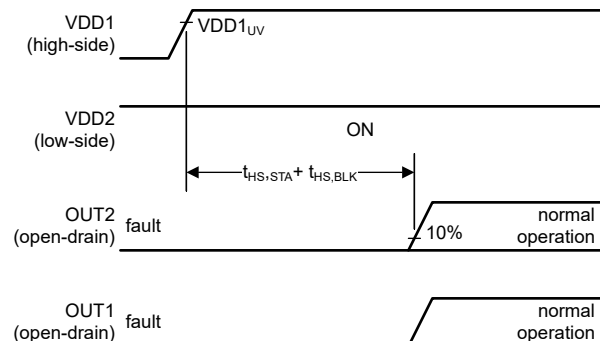 VDD1
(high-side)
VDD1UV
VDD2
(low-side)
ON
tHS,STA+ tHS,BLK
OUT2
(open-drain)
fault
10%
normal
operation
OUT1
(open-drain)
fault
normal
operation